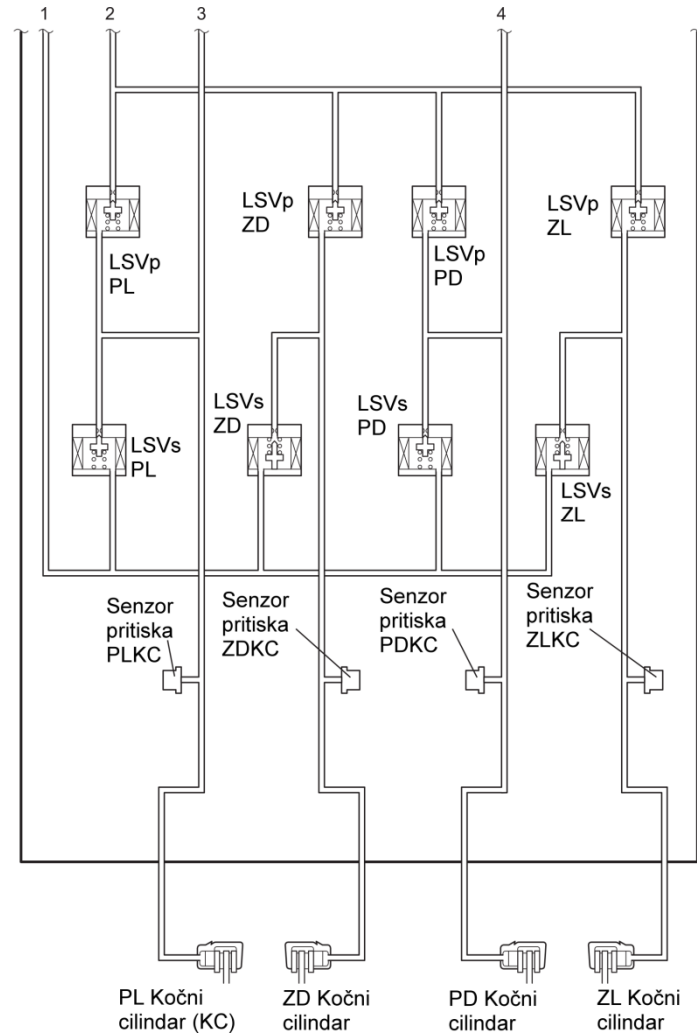 1
2
3
4
LSVp
PL
LSVp
ZD
LSVp
PD
LSVp
ZL
LSVs
PL
LSVs
ZD
LSVs
PD
LSVs
ZL
Senzor
pritiska
PLKC
Senzor
pritiska
ZDKC
Senzor
pritiska
PDKC
Senzor
pritiska
ZLKC
PL Kočni
cilindar (KC)
ZD Kočni
cilindar
PD Kočni
cilindar
ZL Kočni
cilindar